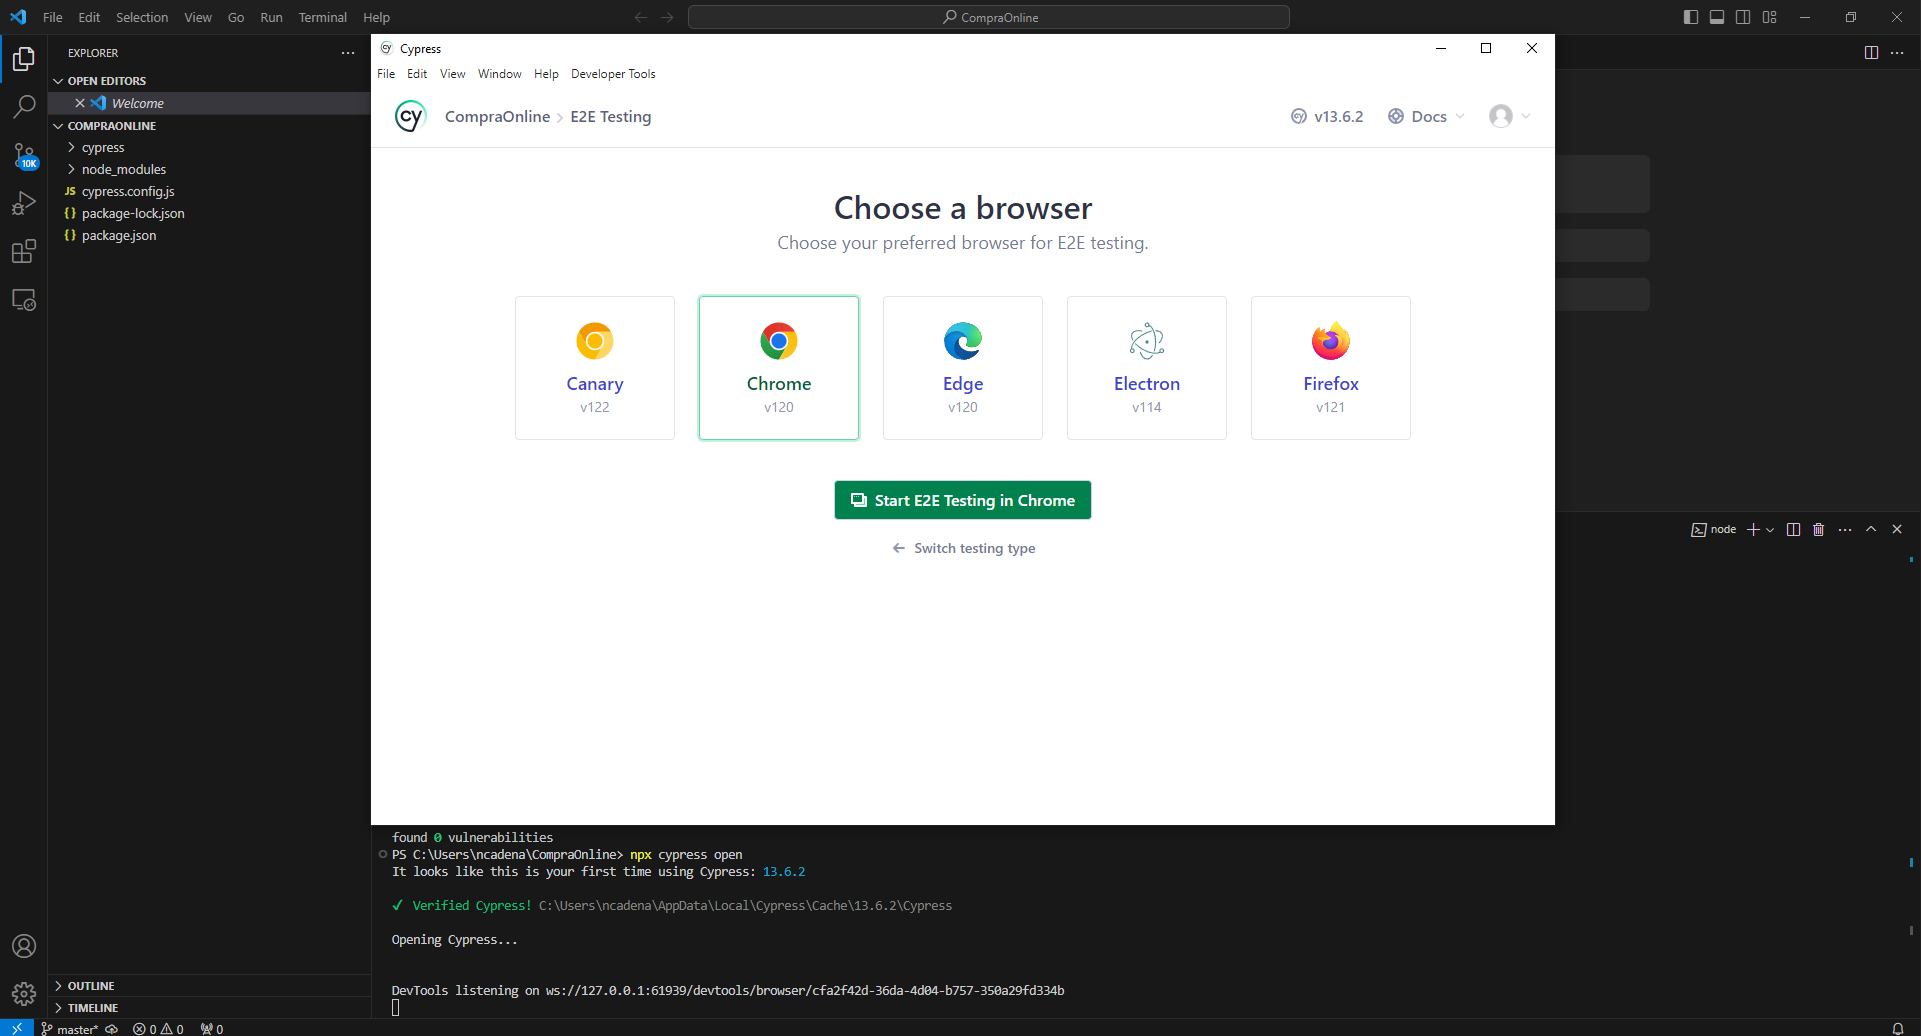 File Edit Selection View Go Run Terminal Help
CompraOnline
EXPLORER
OPEN EDITORS
Welcome
COMPRAONLINE
cypress
node_modules
JS cypress.config.js
{} package-lock.json
{} package.json
10K
OUTLINE
TIMELINE
cy Cypress
File Edit View Window Help Developer Tools
cy CompraOnline > E2E Testing
cy v13.6.2 Docs
Choose a browser
Choose your preferred browser for E2E testing.
Canary
v122
Chrome
v120
Edge
v120
Electron
v114
Firefox
v121
Start E2E Testing in Chrome
← Switch testing type
node
found 0 vulnerabilities
PS C:\Users\ncadena\CompraOnline> npx cypress open
It looks like this is your first time using Cypress: 13.6.2
✓ Verified Cypress! C:\Users\ncadena\AppData\Local\Cypress\Cache\13.6.2\Cypress
Opening Cypress...
DevTools listening on ws://127.0.0.1:61939/devtools/browser/cfa2f42d-36da-4d04-b757-350a29fd334b
master* 0 0 0